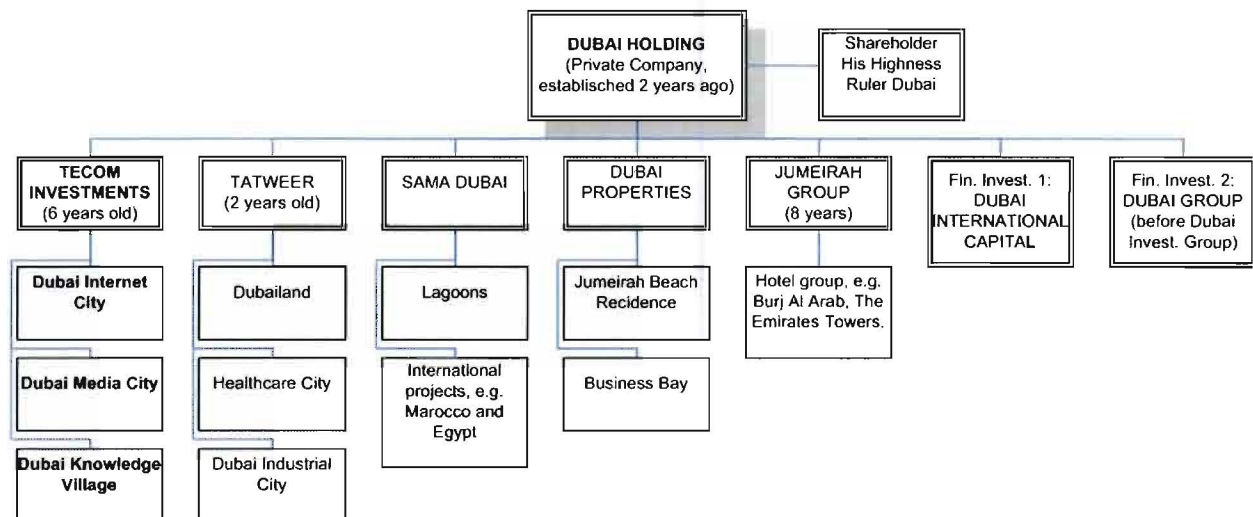 DUBAI HOLDING
(Private Company,
establisched 2 years ago)
Shareholder
His Highness
Ruler Dubai
TECOM
INVESTMENTS
(6 years old)
TATWEER
(2 years old)
SAMA DUBAI
DUBAI
PROPERTIES
JUMEIRAH
GROUP
(8 years)
Fin. Invest. 1:
DUBAI
INTERNATIONAL
CAPITAL
Fin. Invest. 2:
DUBAI GROUP
(before Dubai
Invest. Group)
Dubai Internet
City
Dubailand
Lagoons
Jumeirah Beach
Recidence
Hotel group, e.g.
Burj Al Arab, The
Emirates Towers.
Dubai Media City
Healthcare City
International
projects, e.g.
Marocco and
Egypt
Business Bay
Dubai Knowledge
Village
Dubai Industrial
City